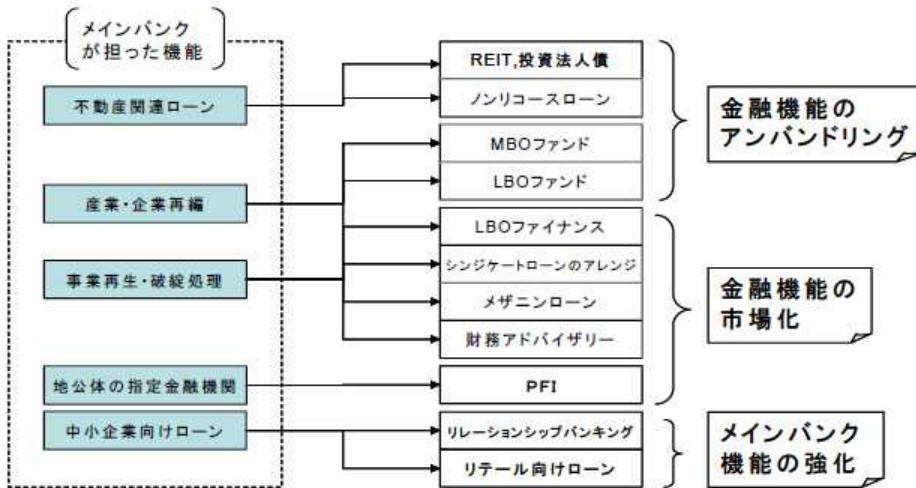 メインバンク
が担った機能
不動産関連ローン
産業・企業再編
事業再生・破綻処理
地公体の指定金融機関
中小企業向けローン
REIT,投資法人債
ノンリコースローン
MBOファンド
LBOファンド
LBOファイナンス
シンジケートローンのアレンジ
メザニンローン
財務アドバイザリー
PFI
リレーションシップバンキング
リテール向けローン
金融機能の
アンバンドリング
金融機能の
市場化
メインバンク
機能の強化